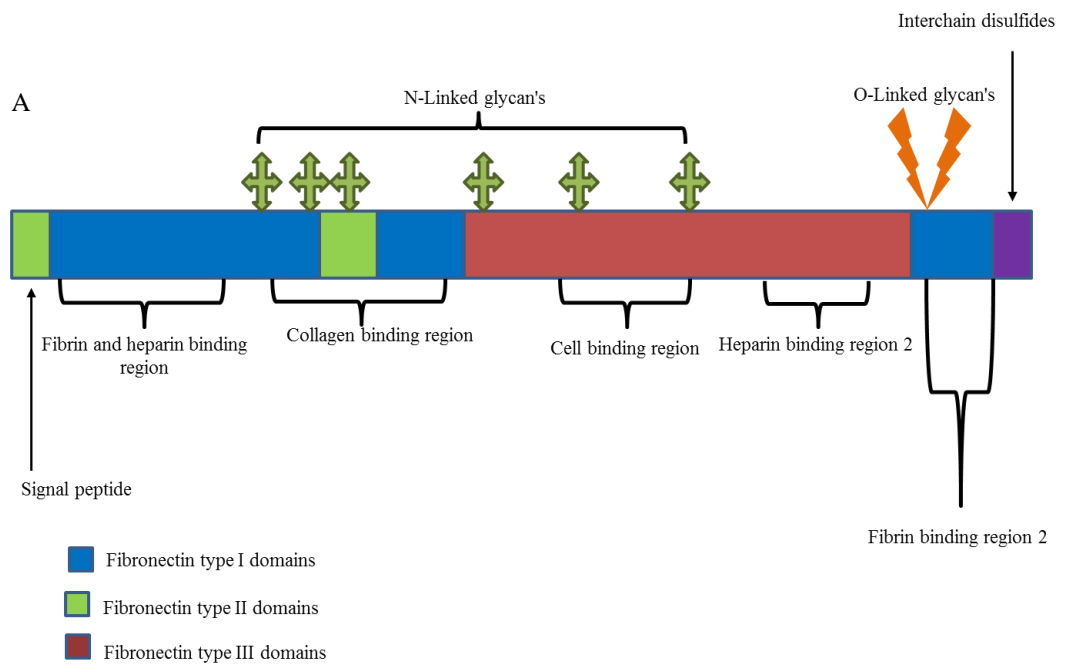 Interchain disulfides
A
N-Linked glycan's
O-Linked glycan's
Fibrin and heparin binding
region
Collagen binding region
Cell binding region
Heparin binding region 2
Signal peptide
Fibrin binding region 2
Fibronectin type I domains
Fibronectin type II domains
Fibronectin type III domains